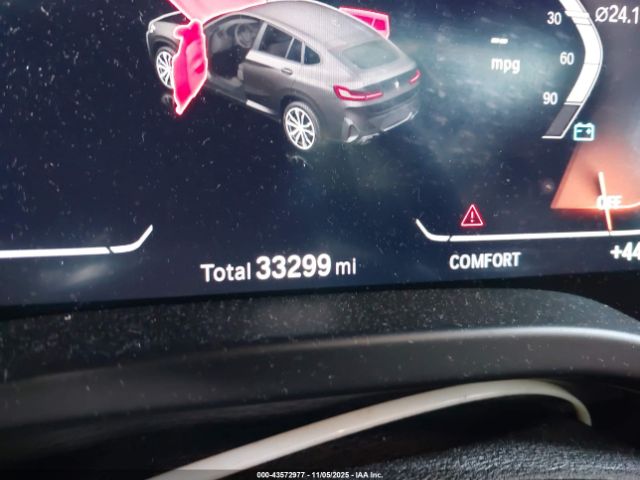 30
Ø24.1
mpg
60
90
OFF
Total 33299 mi
COMFORT
+44
000-43572977 - 11/05/2025 - IAA Inc.